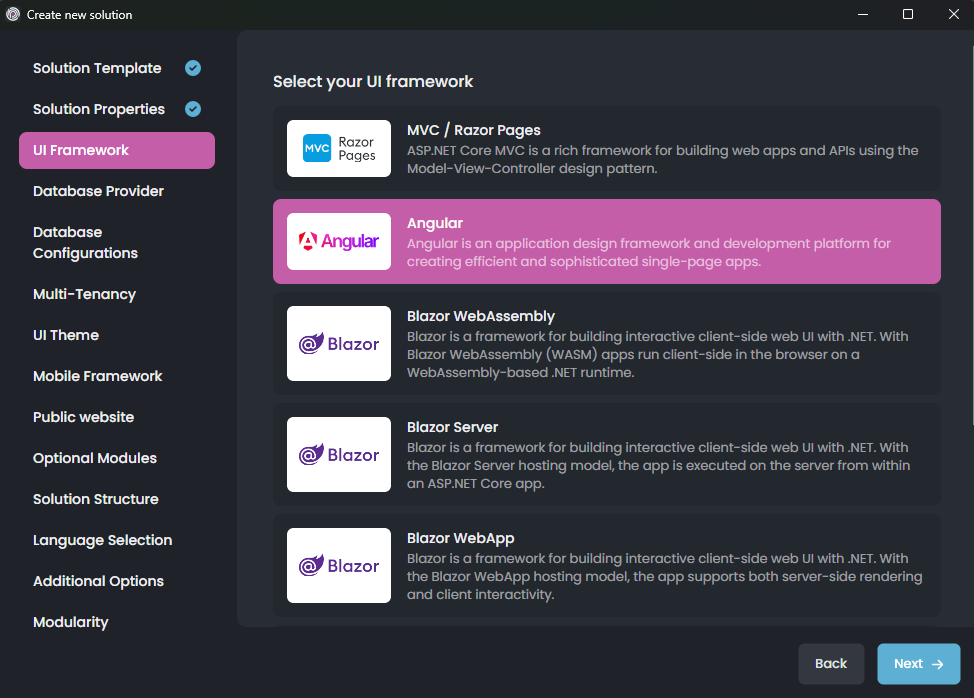 Create new solution
Solution Template
Solution Properties
UI Framework
Database Provider
Database
Configurations
Multi-Tenancy
UI Theme
Mobile Framework
Public website
Optional Modules
Solution Structure
Language Selection
Additional Options
Modularity
Select your UI framework
MVC
Razor
Pages
MVC / Razor Pages
ASP.NET Core MVC is a rich framework for building web apps and APIs using the
Model-View-Controller design pattern.
Angular
Angular
Angular is an application design framework and development platform for
creating efficient and sophisticated single-page apps.
Blazor
Blazor WebAssembly
Blazor is a framework for building interactive client-side web UI with .NET. With
Blazor WebAssembly (WASM) apps run client-side in the browser on a
WebAssembly-based .NET runtime.
Blazor
Blazor Server
Blazor is a framework for building interactive client-side web UI with .NET. With
the Blazor Server hosting model, the app is executed on the server from within
an ASP.NET Core app.
Blazor
Blazor WebApp
Blazor is a framework for building interactive client-side web UI with .NET. With
the Blazor WebApp hosting model, the app supports both server-side rendering
and client interactivity.
Back
Next →